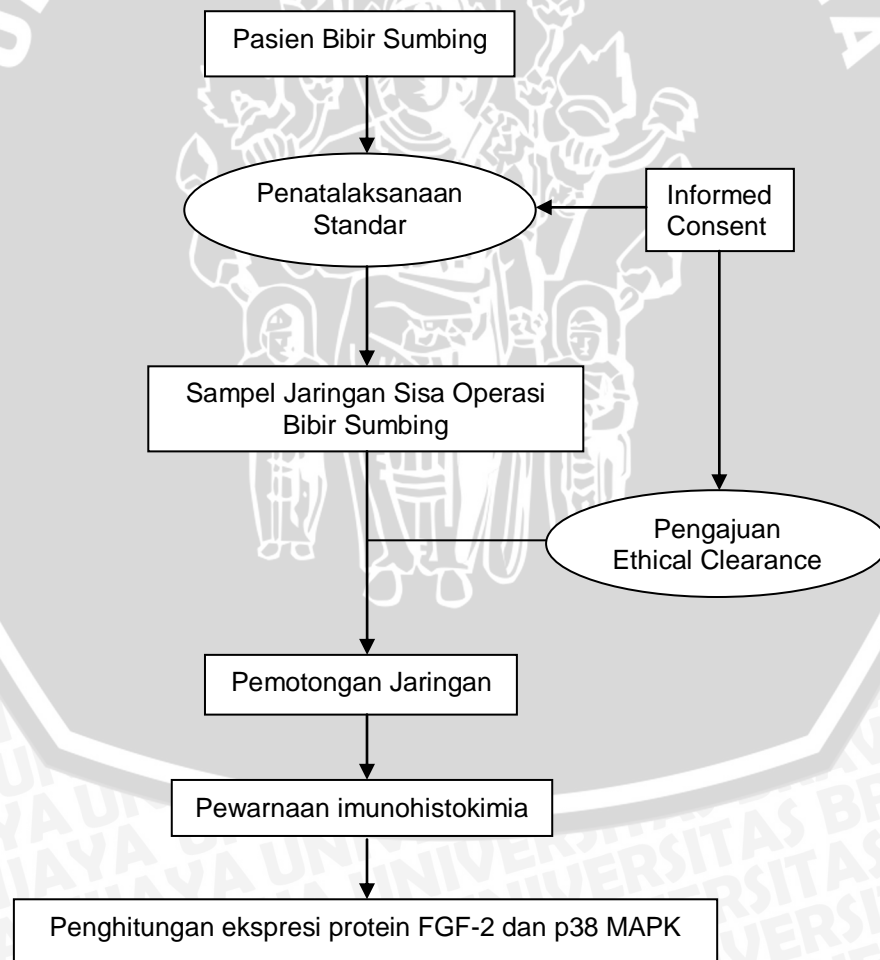 Pasien Bibir Sumbing
Penatalaksanaan
Standar
Informed
Consent
Sampel Jaringan Sisa Operasi
Bibir Sumbing
Pengajuan
Ethical Clearance
Pemotongan Jaringan
Pewarnaan imunohistokimia
Penghitungan ekspresi protein FGF-2 dan p38 MAPK